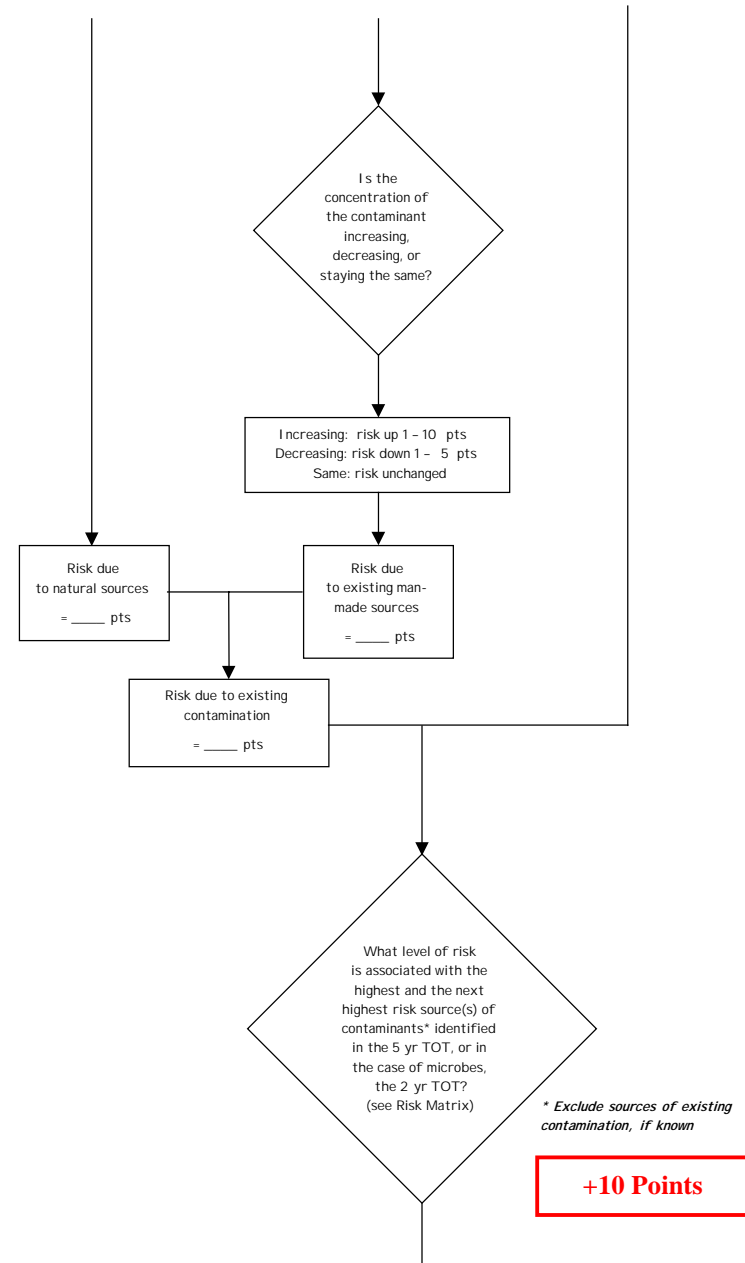 Is the
concentration of
the contaminant
increasing,
decreasing, or
staying the same?
Increasing: risk up 1 – 10 pts
Decreasing: risk down 1 – 5 pts
Same: risk unchanged
Risk due
to natural sources
= _____ pts
Risk due
to existing man-
made sources
= _____ pts
Risk due to existing
contamination
= _____ pts
What level of risk
is associated with the
highest and the next
highest risk source(s) of
contaminants* identified
in the 5 yr TOT, or in
the case of microbes,
the 2 yr TOT?
(see Risk Matrix)
* Exclude sources of existing
contamination, if known
+10 Points